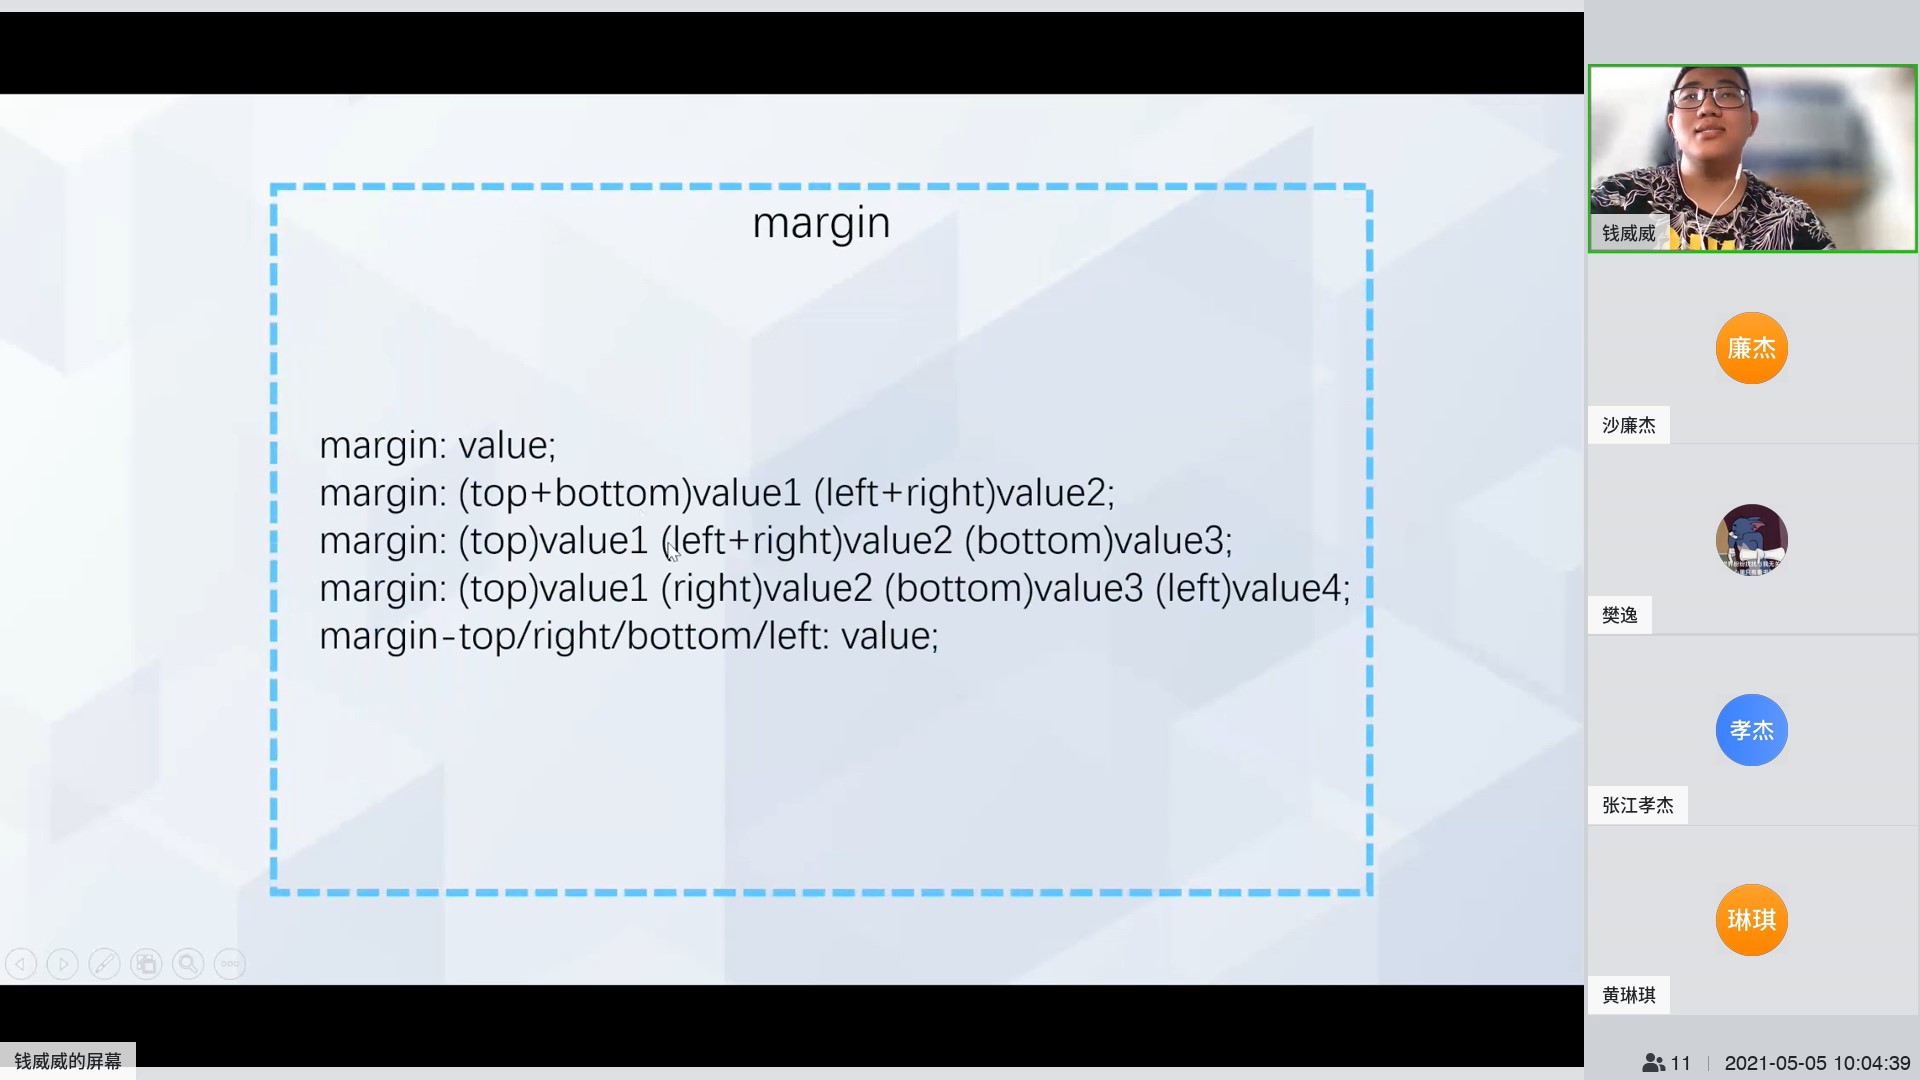 margin
margin: value;
margin: (top+bottom)value1 (left+right)value2;
margin: (top)value1 (left+right)value2 (bottom)value3;
margin: (top)value1 (right)value2 (bottom)value3 (left)value4;
margin-top/right/bottom/left: value;
钱威威的屏幕
钱威威
廉杰
沙廉杰
樊逸
孝杰
张江孝杰
琳琪
黄琳琪
11
2021-05-05 10:04:39